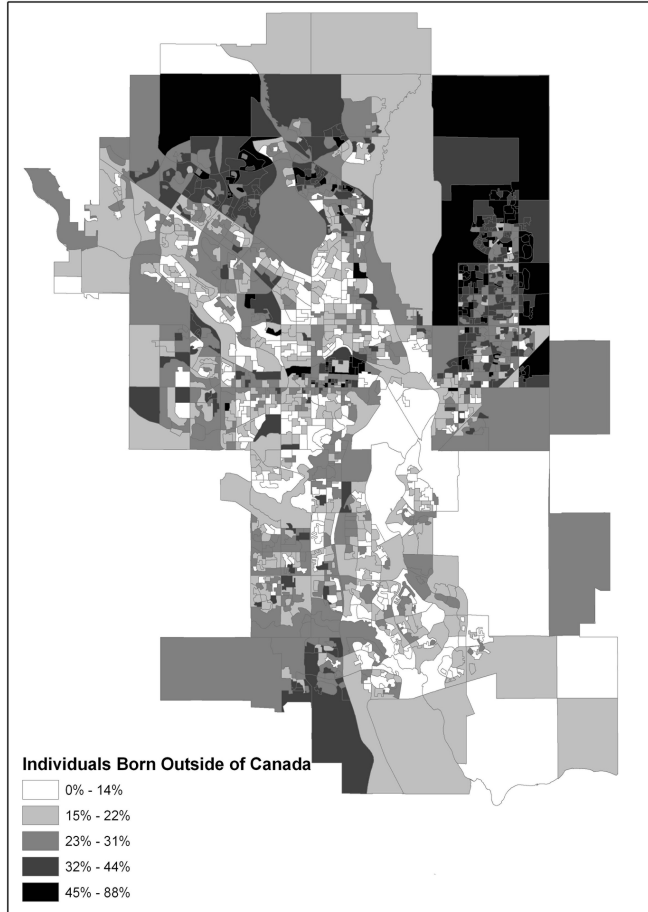 Individuals Born Outside of Canada
0% - 14%
15% - 22%
23% - 31%
32% - 44%
45% - 88%